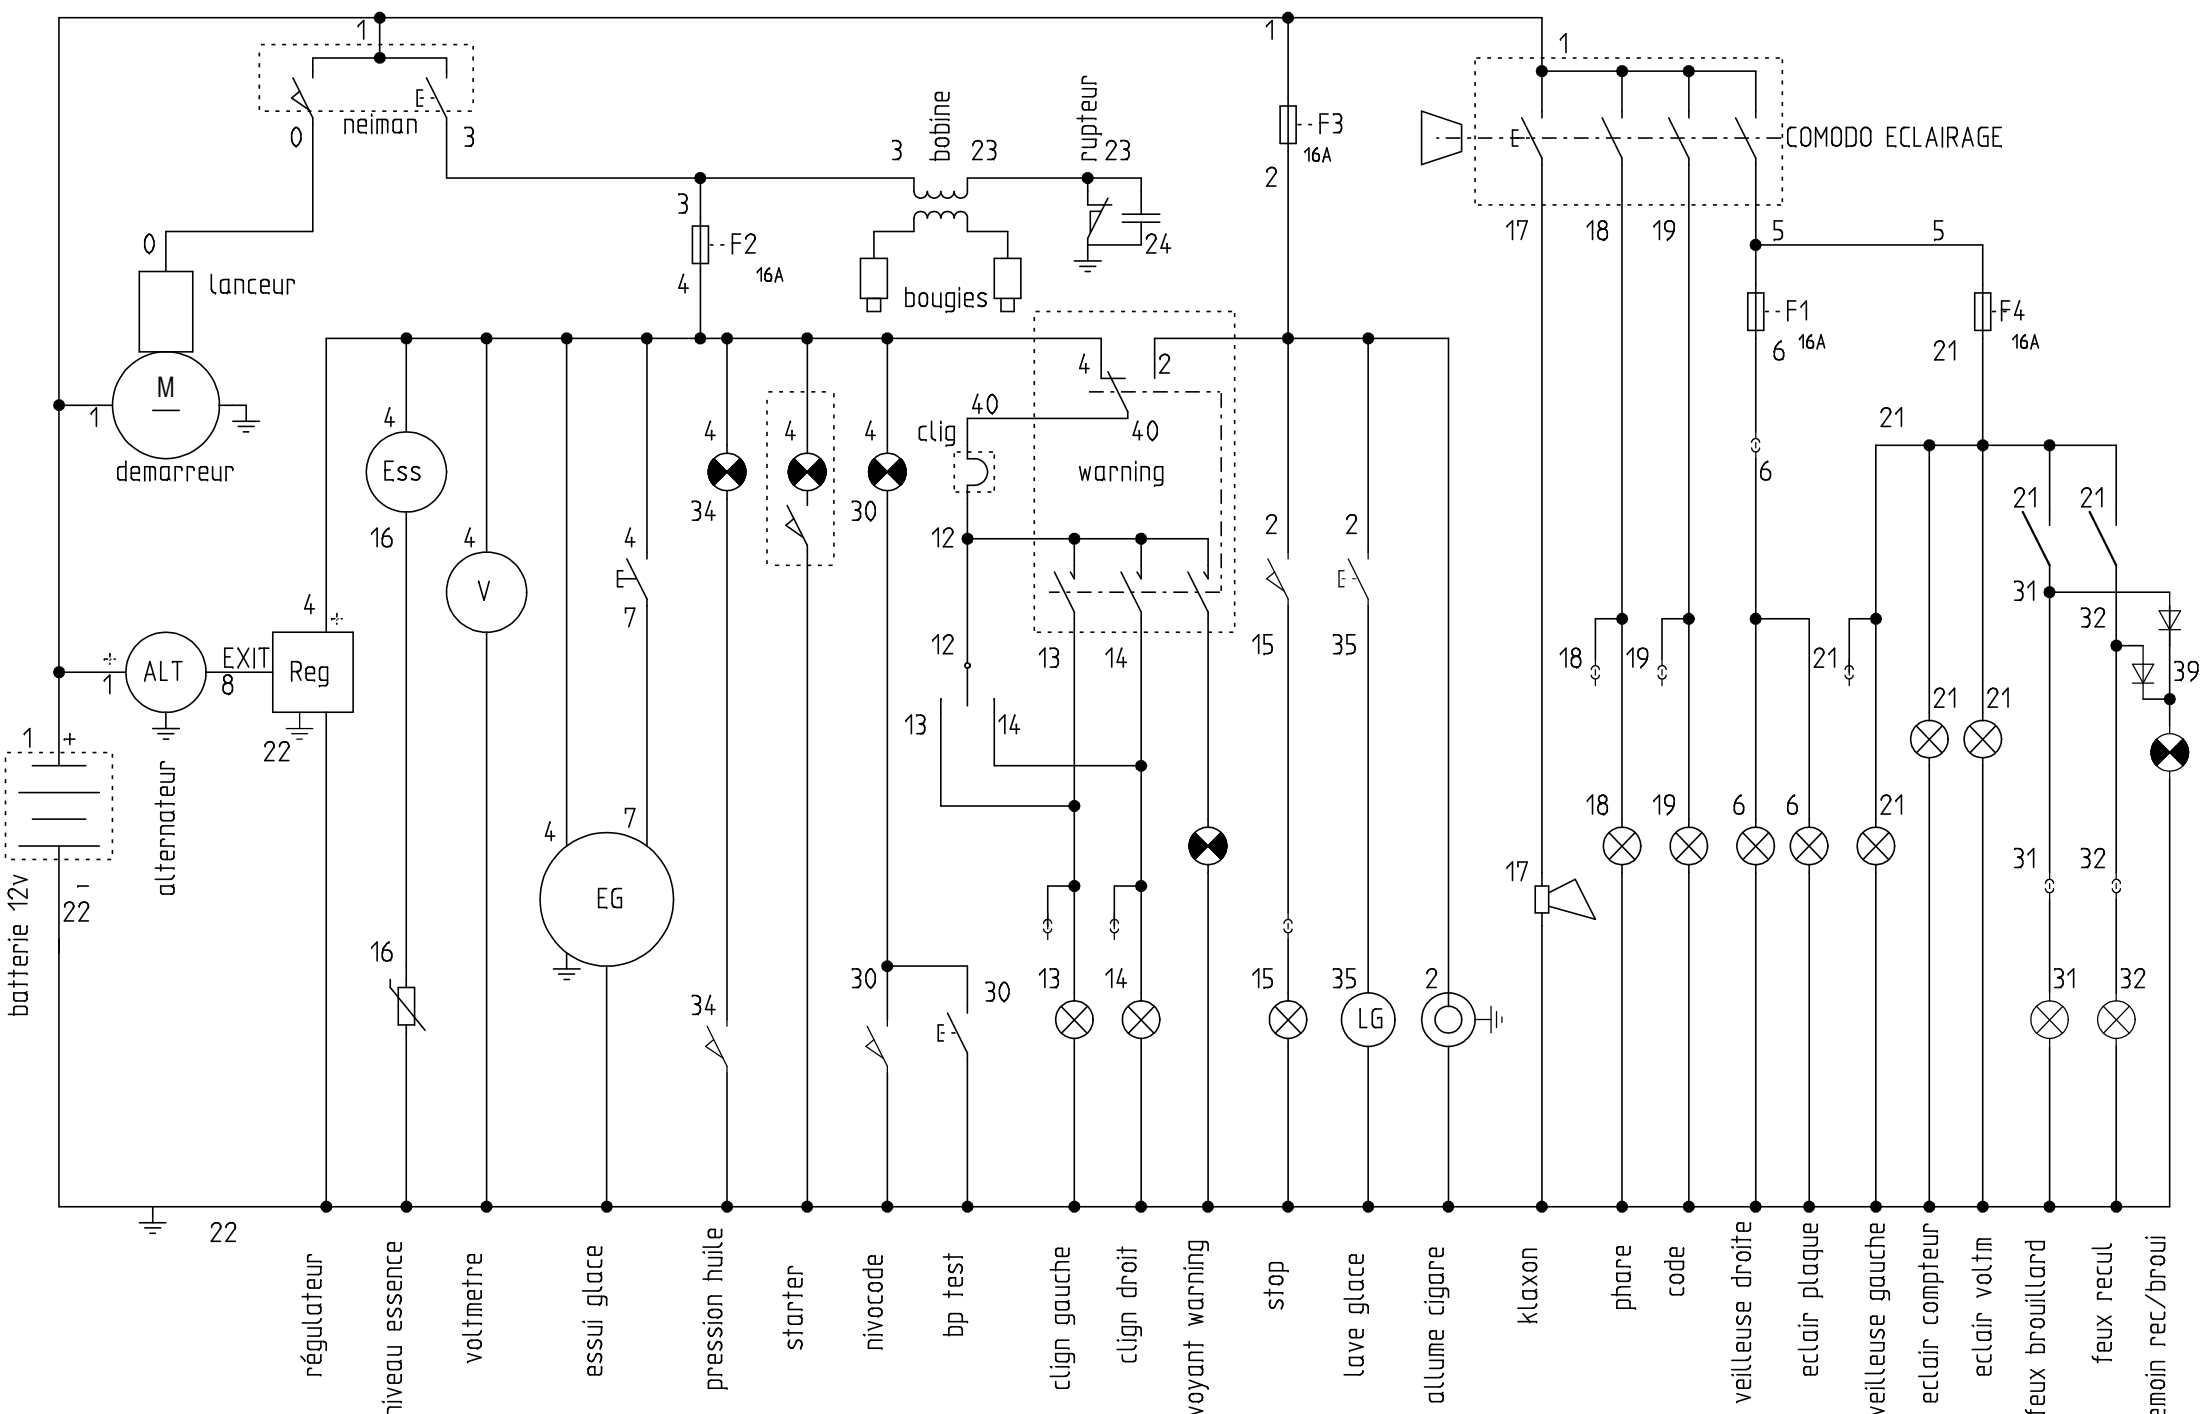 1
1
1
neiman
0
3
3
bobine
23
rupteur
23
24
F3
16A
2
COMODO ECLAIRAGE
17
18
19
5
5
0
lanceur
3
F2
16A
4
bougies
F1
16A
6
F4
16A
21
M
1
demarreur
4
2
40
40
clig
warning
21
6
4
Ess
16
4
V
4
7
4
34
4
4
30
12
2
2
21
21
4
+
+
1
ALT
EXIT
8
Reg
22
alternateur
12
13
14
13
14
15
35
18
19
21
31
32
39
21
21
1
+
batterie 12v
-
22
4
7
EG
17
18
19
6
6
21
31
32
16
34
30
30
13
14
15
35
LG
2
31
32
22
régulateur
niveau essence
voltmetre
essui glace
pression huile
starter
nivocode
bp test
clign gauche
clign droit
voyant warning
stop
lave glace
allume cigare
klaxon
phare
code
veilleuse droite
eclair plaque
veilleuse gauche
eclair compteur
eclair voltm
feux brouillard
feux recul
emoin rec/broui